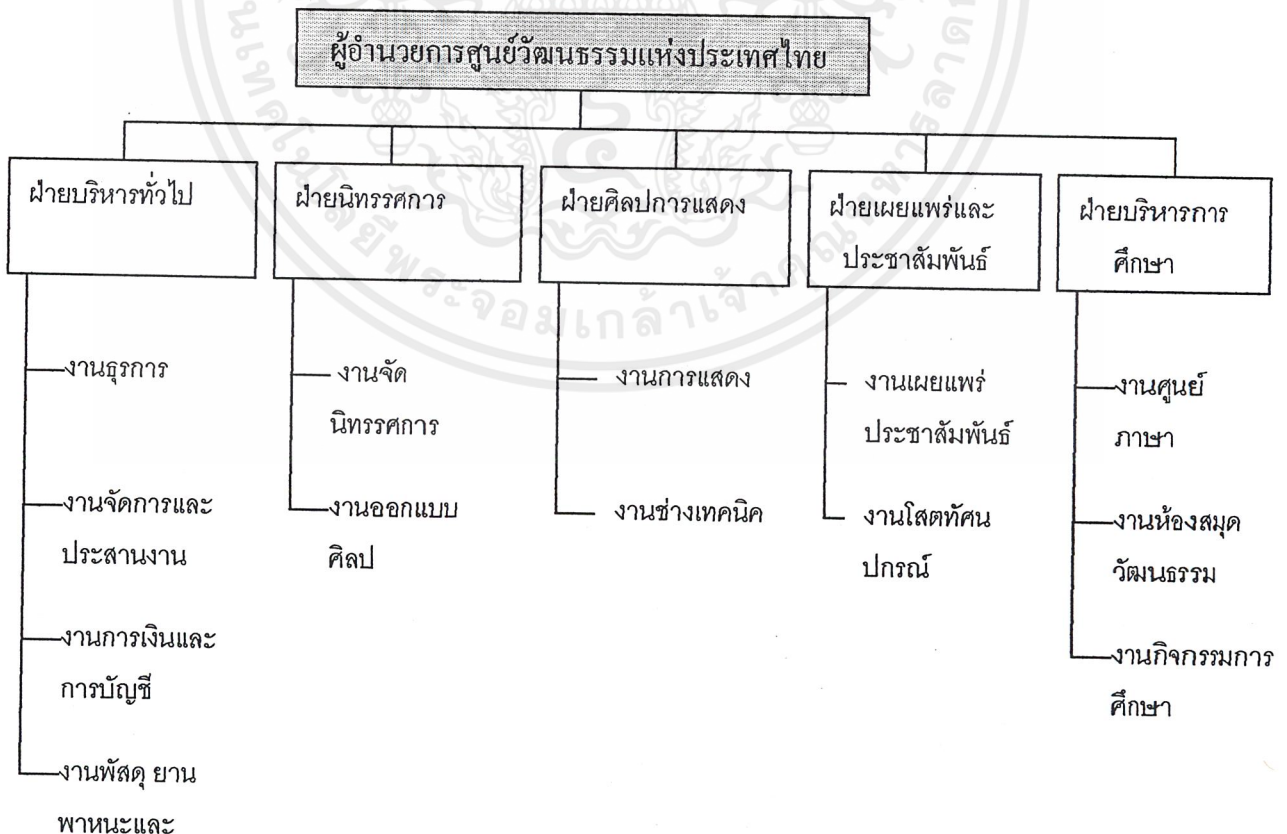 ผู้อำนวยการศูนย์วัฒนธรรมแห่งประเทศไทย
ฝ่ายบริหารทั่วไป
ฝ่ายนิทรรศการ
ฝ่ายศิลปการแสดง
ฝ่ายเผยแพร่และ
ประชาสัมพันธ์
ฝ่ายบริหารการ
ศึกษา
งานธุรการ
งานจัดการและ
ประสานงาน
งานการเงินและ
การบัญชี
งานพัสดุ ยาน
พาหนะและ
งานจัด
นิทรรศการ
งานออกแบบ
ศิลป
งานการแสดง
งานช่างเทคนิค
งานเผยแพร่
ประชาสัมพันธ์
งานโสตทัศน
ปกรณ์
งานศูนย์
ภาษา
งานห้องสมุด
วัฒนธรรม
งานกิจกรรมการ
ศึกษา